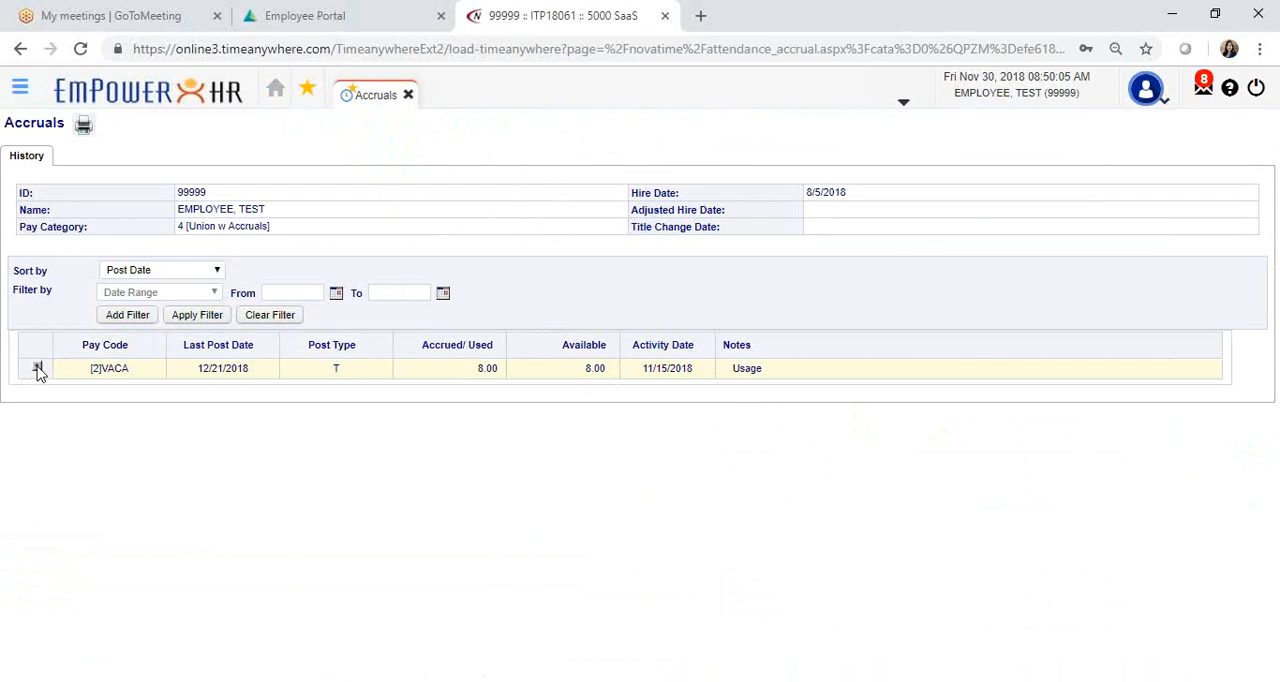 My meetings | GoToMeeting
Employee Portal
99999 :: ITP18061 :: 5000 SaaS
https://online3.timeanywhere.com/TimeanywhereExt2/load-timeanywhere?page=%2Fnovatime%2Fattendance_accrual.aspx%3Fcata%3D0%26QPZM%3Defe618...
EMPOWER HR
Accruals
Fri Nov 30, 2018 08:50:05 AM
EMPLOYEE, TEST (99999)
8
Accruals
History
ID: 99999 Hire Date: 8/5/2018
Name: EMPLOYEE, TEST Adjusted Hire Date:
Pay Category: 4 [Union w Accruals] Title Change Date:
Sort by Post Date
Filter by Date Range From To
Add Filter Apply Filter Clear Filter
Pay Code Last Post Date Post Type Accrued/ Used Available Activity Date Notes
[2]VACA 12/21/2018 T 8.00 8.00 11/15/2018 Usage